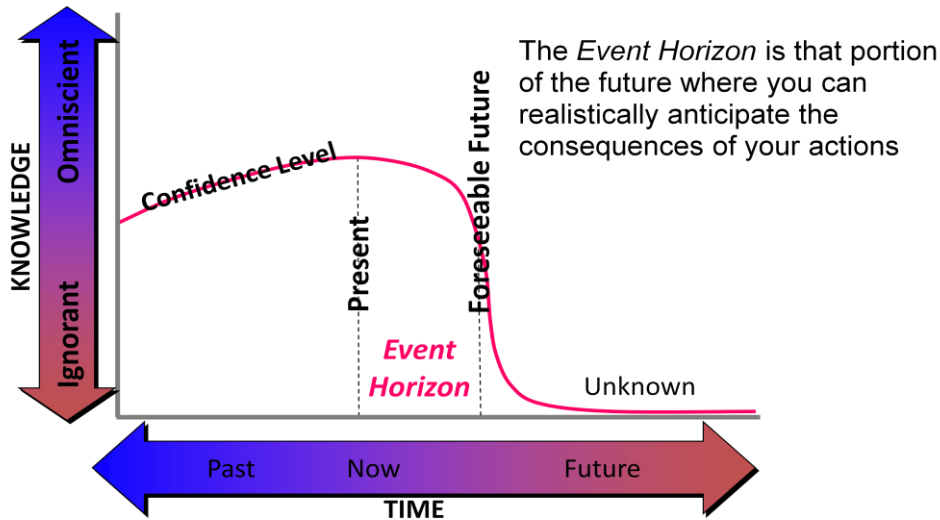 The Event Horizon is that portion
of the future where you can
realistically anticipate the
consequences of your actions
KNOWLEDGE
Omniscient
Ignorant
Confidence Level
Present
Foreseeable Future
Event
Horizon
Unknown
Past
Now
Future
TIME